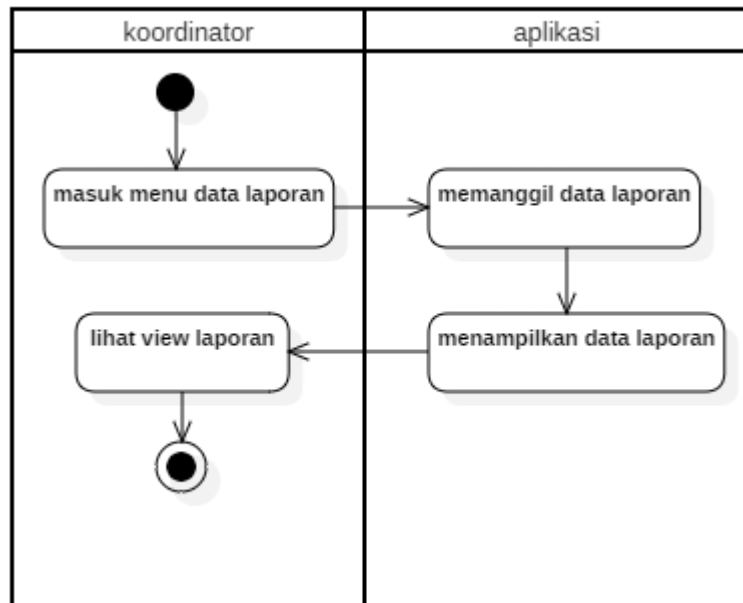 koordinator
aplikasi
masuk menu data laporan
memanggil data laporan
lihat view laporan
menampilkan data laporan